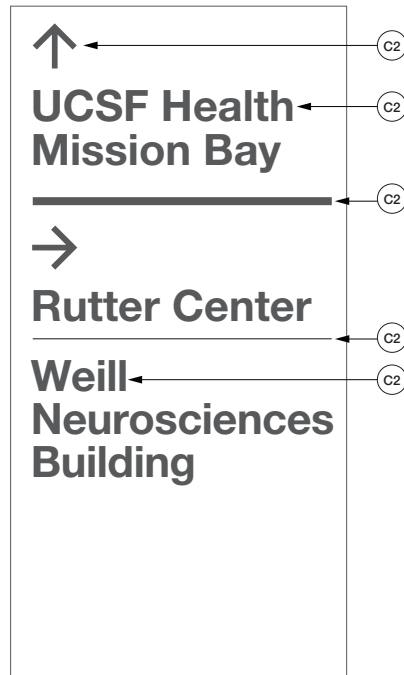 C2
UCSF Health
C2
Mission Bay
C2
Rutter Center
C2
Weill
C2
Neurosciences
Building